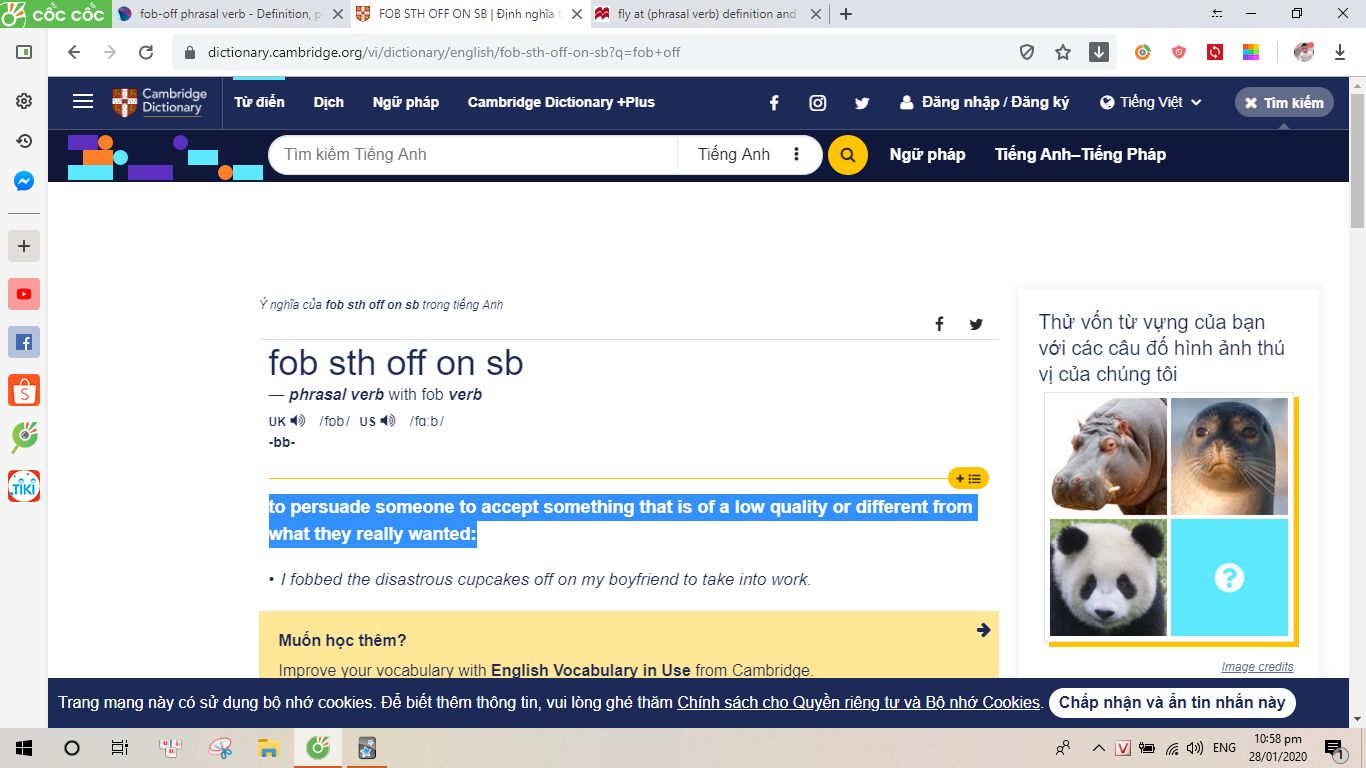 cốc cốc
fob-off phrasal verb - Definition, p
FOB STH OFF ON SB | Định nghĩa t
fly at (phrasal verb) definition and
dictionary.cambridge.org/vi/dictionary/english/fob-sth-off-on-sb?q=fob+off
Cambridge Dictionary
Từ điển
Dịch
Ngữ pháp
Cambridge Dictionary +Plus
Đăng nhập / Đăng ký
Tiếng Việt
Tìm kiếm
Tìm kiếm Tiếng Anh
Tiếng Anh
Ngữ pháp
Tiếng Anh–Tiếng Pháp
Ý nghĩa của fob sth off on sb trong tiếng Anh
fob sth off on sb
— phrasal verb with fob verb
UK /fɒb/ US /fɑːb/
-bb-
to persuade someone to accept something that is of a low quality or different from
what they really wanted:
• I fobbed the disastrous cupcakes off on my boyfriend to take into work.
Muốn học thêm?
Improve your vocabulary with English Vocabulary in Use from Cambridge.
Thử vốn từ vựng của bạn
với các câu đố hình ảnh thú
vị của chúng tôi
?
Image credits
Trang mạng này có sử dụng bộ nhớ cookies. Để biết thêm thông tin, vui lòng ghé thăm Chính sách cho Quyền riêng tư và Bộ nhớ Cookies.
Chấp nhận và ẩn tin nhắn này
TIKI
ENG
10:58 pm
28/01/2020
1